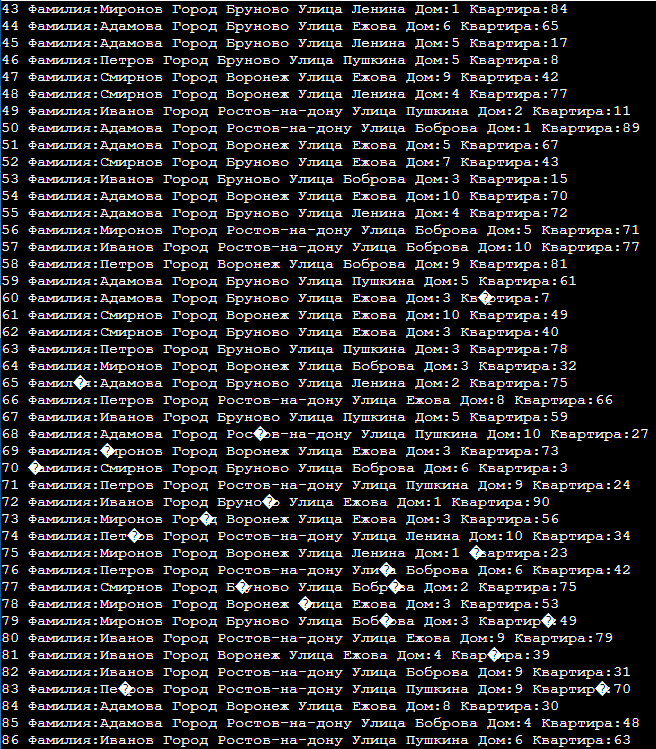 43 Фамилия:Миронов Город Бруново Улица Ленина Дом:1 Квартира:84
44 Фамилия:Адамова Город Бруново Улица Ежова Дом:6 Квартира:65
45 Фамилия:Адамова Город Бруново Улица Ленина Дом:5 Квартира:17
46 Фамилия:Петров Город Бруново Улица Пушкина Дом:5 Квартира:8
47 Фамилия:Смирнов Город Воронеж Улица Ежова Дом:9 Квартира:42
48 Фамилия:Смирнов Город Воронеж Улица Ленина Дом:4 Квартира:77
49 Фамилия:Иванов Город Ростов-на-дону Улица Пушкина Дом:2 Квартира:11
50 Фамилия:Адамова Город Ростов-на-дону Улица Боброва Дом:1 Квартира:89
51 Фамилия:Адамова Город Воронеж Улица Ежова Дом:5 Квартира:67
52 Фамилия:Смирнов Город Бруново Улица Ежова Дом:7 Квартира:43
53 Фамилия:Иванов Город Бруново Улица Боброва Дом:3 Квартира:15
54 Фамилия:Адамова Город Воронеж Улица Ежова Дом:10 Квартира:70
55 Фамилия:Адамова Город Бруново Улица Ленина Дом:4 Квартира:72
56 Фамилия:Миронов Город Ростов-на-дону Улица Боброва Дом:5 Квартира:71
57 Фамилия:Иванов Город Ростов-на-дону Улица Боброва Дом:10 Квартира:77
58 Фамилия:Петров Город Воронеж Улица Боброва Дом:9 Квартира:81
59 Фамилия:Адамова Город Бруново Улица Пушкина Дом:5 Квартира:61
60 Фамилия:Адамова Город Бруново Улица Ежова Дом:3 Кв�ртира:7
61 Фамилия:Смирнов Город Воронеж Улица Ежова Дом:10 Квартира:49
62 Фамилия:Смирнов Город Бруново Улица Ежова Дом:3 Квартира:40
63 Фамилия:Петров Город Бруново Улица Пушкина Дом:3 Квартира:78
64 Фамилия:Миронов Город Воронеж Улица Боброва Дом:3 Квартира:32
65 Фамил�я:Адамова Город Бруново Улица Ленина Дом:2 Квартира:75
66 Фамилия:Петров Город Ростов-на-дону Улица Ежова Дом:8 Квартира:66
67 Фамилия:Иванов Город Бруново Улица Пушкина Дом:5 Квартира:59
68 Фамилия:Адамова Город Рос�ов-на-дону Улица Пушкина Дом:10 Квартира:27
69 Фамилия:�иронов Город Воронеж Улица Ежова Дом:3 Квартира:73
70 �амилия:Смирнов Город Бруново Улица Боброва Дом:6 Квартира:3
71 Фамилия:Петров Город Ростов-на-дону Улица Пушкина Дом:9 Квартира:24
72 Фамилия:Иванов Город Бруно�о Улица Ежова Дом:1 Квартира:90
73 Фамилия:Миронов Гор�д Воронеж Улица Ежова Дом:3 Квартира:56
74 Фамилия:Пет�ов Город Ростов-на-дону Улица Ленина Дом:10 Квартира:34
75 Фамилия:Миронов Город Воронеж Улица Ленина Дом:1 �вартира:23
76 Фамилия:Петров Город Ростов-на-дону Ули�а Боброва Дом:6 Квартира:42
77 Фамилия:Смирнов Город Б�уново Улица Бобр�ва Дом:2 Квартира:75
78 Фамилия:Миронов Город Воронеж �лица Ежова Дом:3 Квартира:53
79 Фамилия:Миронов Город Ростов-на-дону Улица Боб�ова Дом:3 Квартир�:49
80 Фамилия:Иванов Город Ростов-на-дону Улица Ежова Дом:9 Квартира:79
81 Фамилия:Иванов Город Воронеж Улица Ежова Дом:4 Квар�ира:39
82 Фамилия:Иванов Город Ростов-на-дону Улица Боброва Дом:9 Квартира:31
83 Фамилия:Пе�ров Город Ростов-на-дону Улица Пушкина Дом:9 Квартир�:70
84 Фамилия:Адамова Город Воронеж Улица Ежова Дом:8 Квартира:30
85 Фамилия:Адамова Город Ростов-на-дону Улица Боброва Дом:4 Квартира:48
86 Фамилия:Иванов Город Ростов-на-дону Улица Пушкина Дом:6 Квартира:63